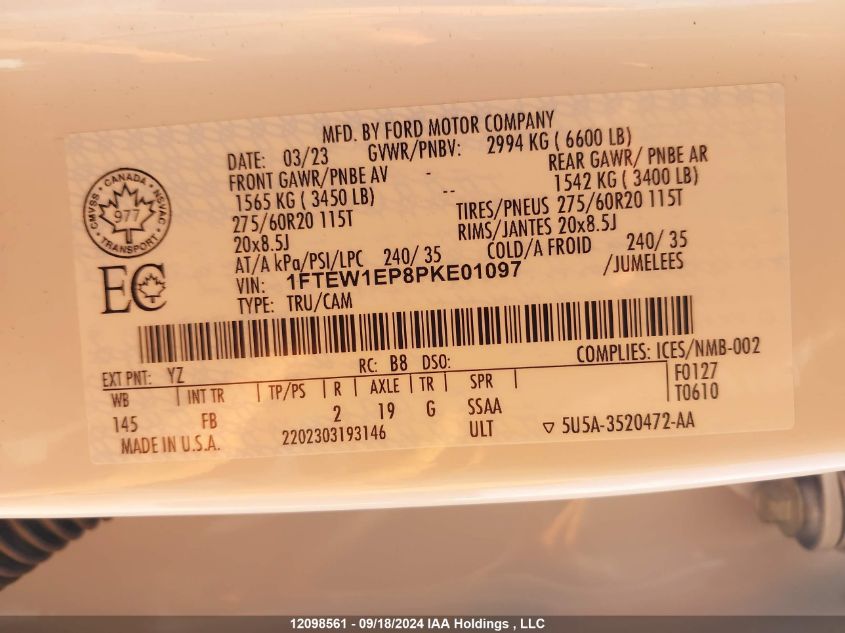 MFD. BY FORD MOTOR COMPANY
DATE: 03/23 GVWR/PNBV: 2994 KG ( 6600 LB)
FRONT GAWR/PNBE AV - REAR GAWR/ PNBE AR
1565 KG ( 3450 LB) -- 1542 KG ( 3400 LB)
275/60R20 115T TIRES/PNEUS 275/60R20 115T
20x8.5J RIMS/JANTES 20x8.5J
AT/A kPa/PSI/LPC 240/ 35 COLD/A FROID 240/ 35
VIN: 1FTEW1EP8PKE01097 /JUMELEES
TYPE: TRU/CAM
CMVSS • CANADA • NSVAC
977
• TRANSPORT •
EC
EXT PNT: YZ RC: B8 DSO: COMPLIES: ICES/NMB-002
WB | INT TR | TP/PS | R | AXLE | TR | SPR | F0127
145 FB 2 19 G SSAA T0610
MADE IN U.S.A. 2202303193146 ULT ▽ 5U5A-3520472-AA
12098561 - 09/18/2024 IAA Holdings , LLC